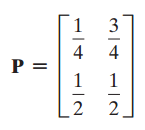 P = [ 1/4 3/4
1/2 1/2 ]